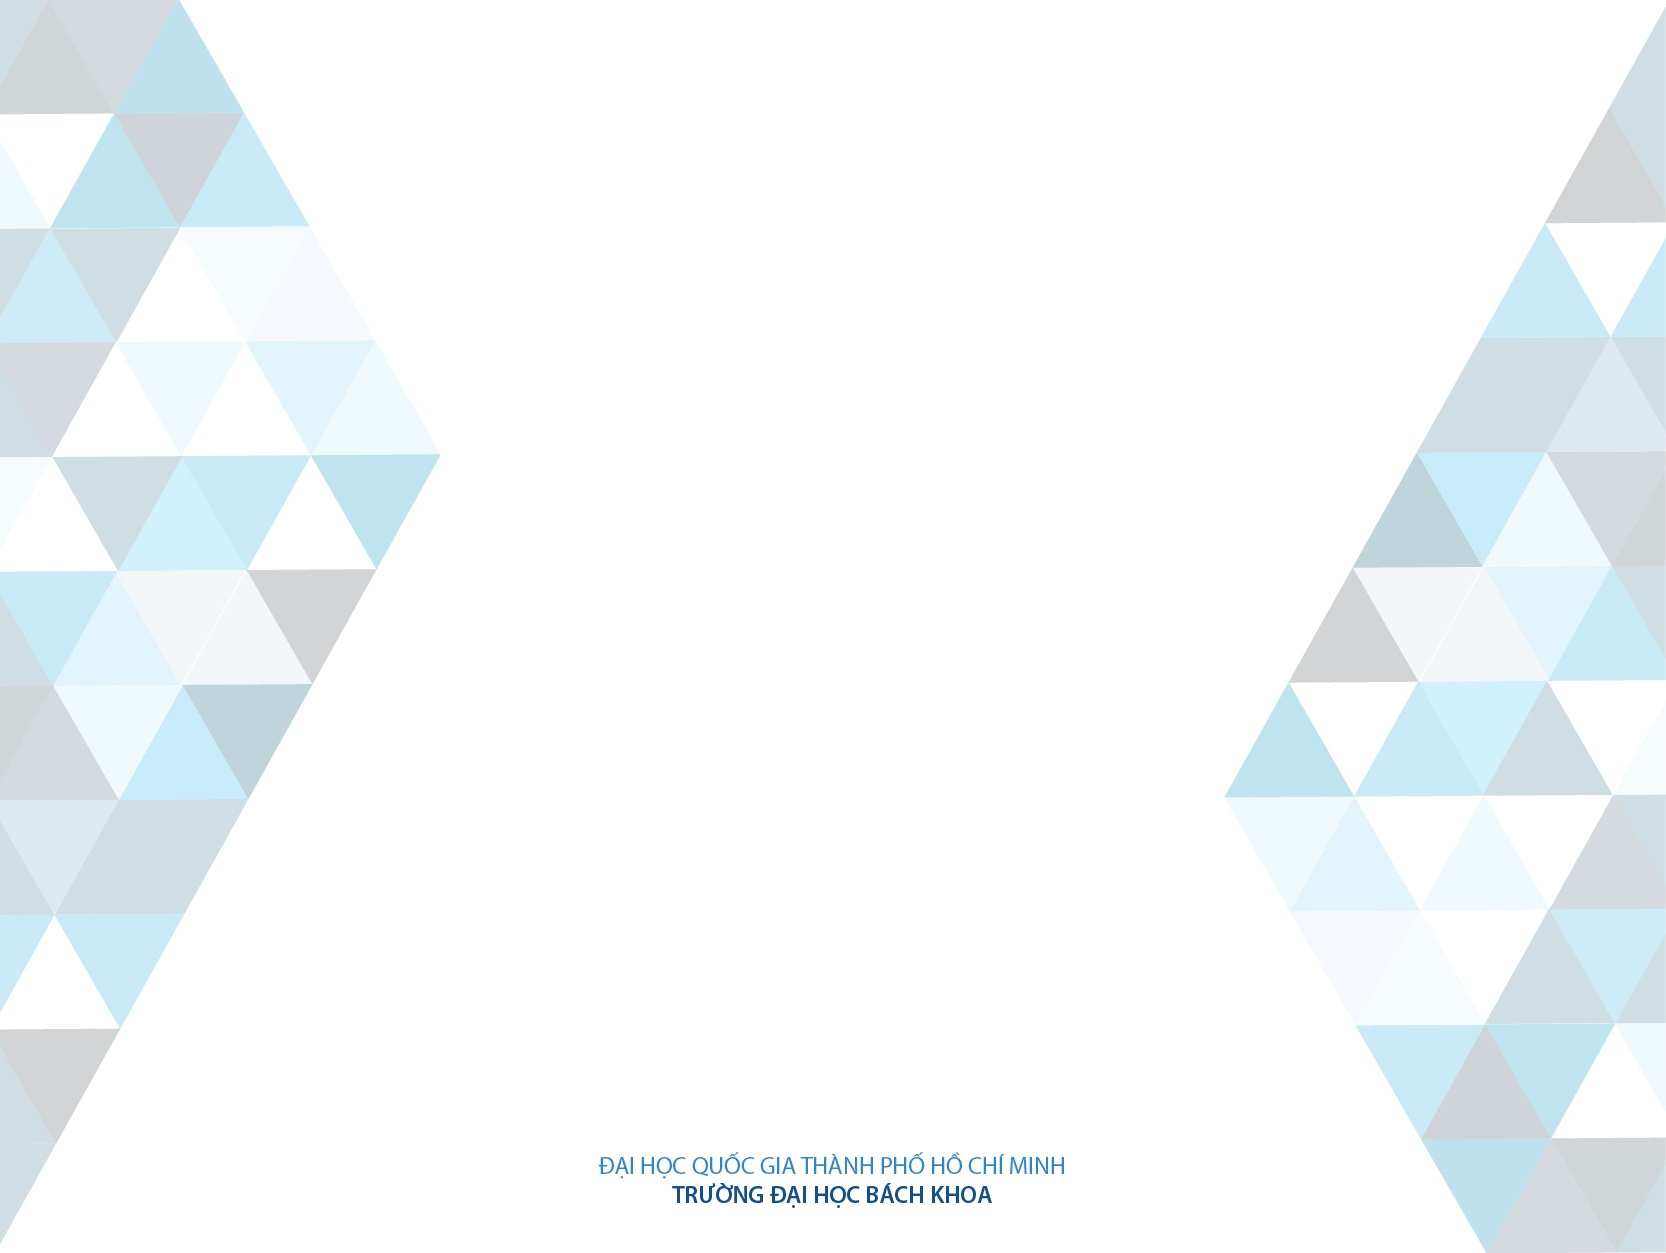 ĐẠI HỌC QUỐC GIA THÀNH PHỐ HỒ CHÍ MINH
TRƯỜNG ĐẠI HỌC BÁCH KHOA